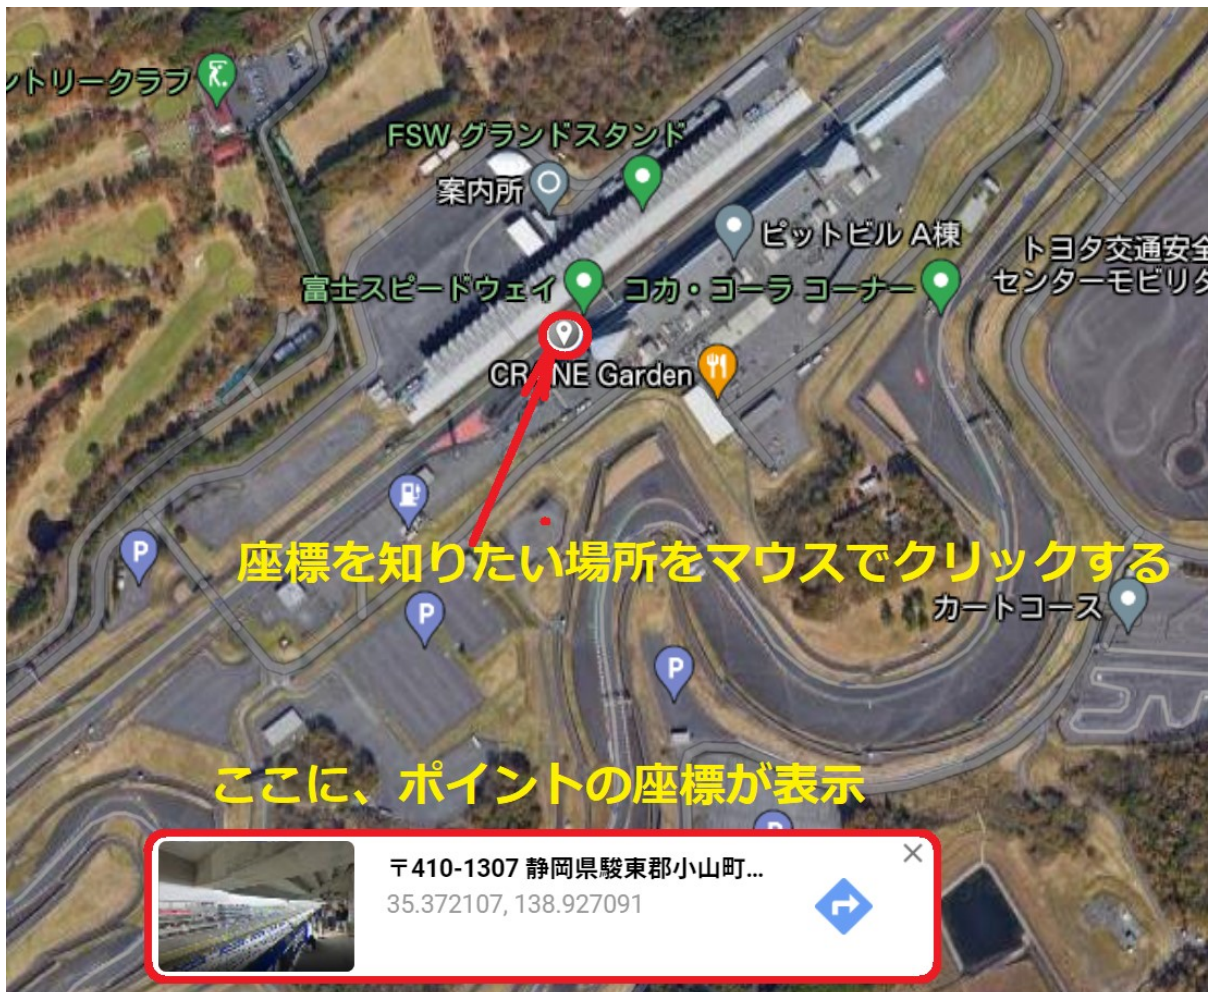 ントリークラブ
FSW グランドスタンド
案内所
ピットビル A棟
トヨタ交通安全
センターモビリタ
富士スピードウェイ
コカ・コーラ コーナー
CR NE Garden
P
座標を知りたい場所をマウスでクリックする
カートコース
P
P
ここに、ポイントの座標が表示
P
〒410-1307 静岡県駿東郡小山町...
35.372107, 138.927091